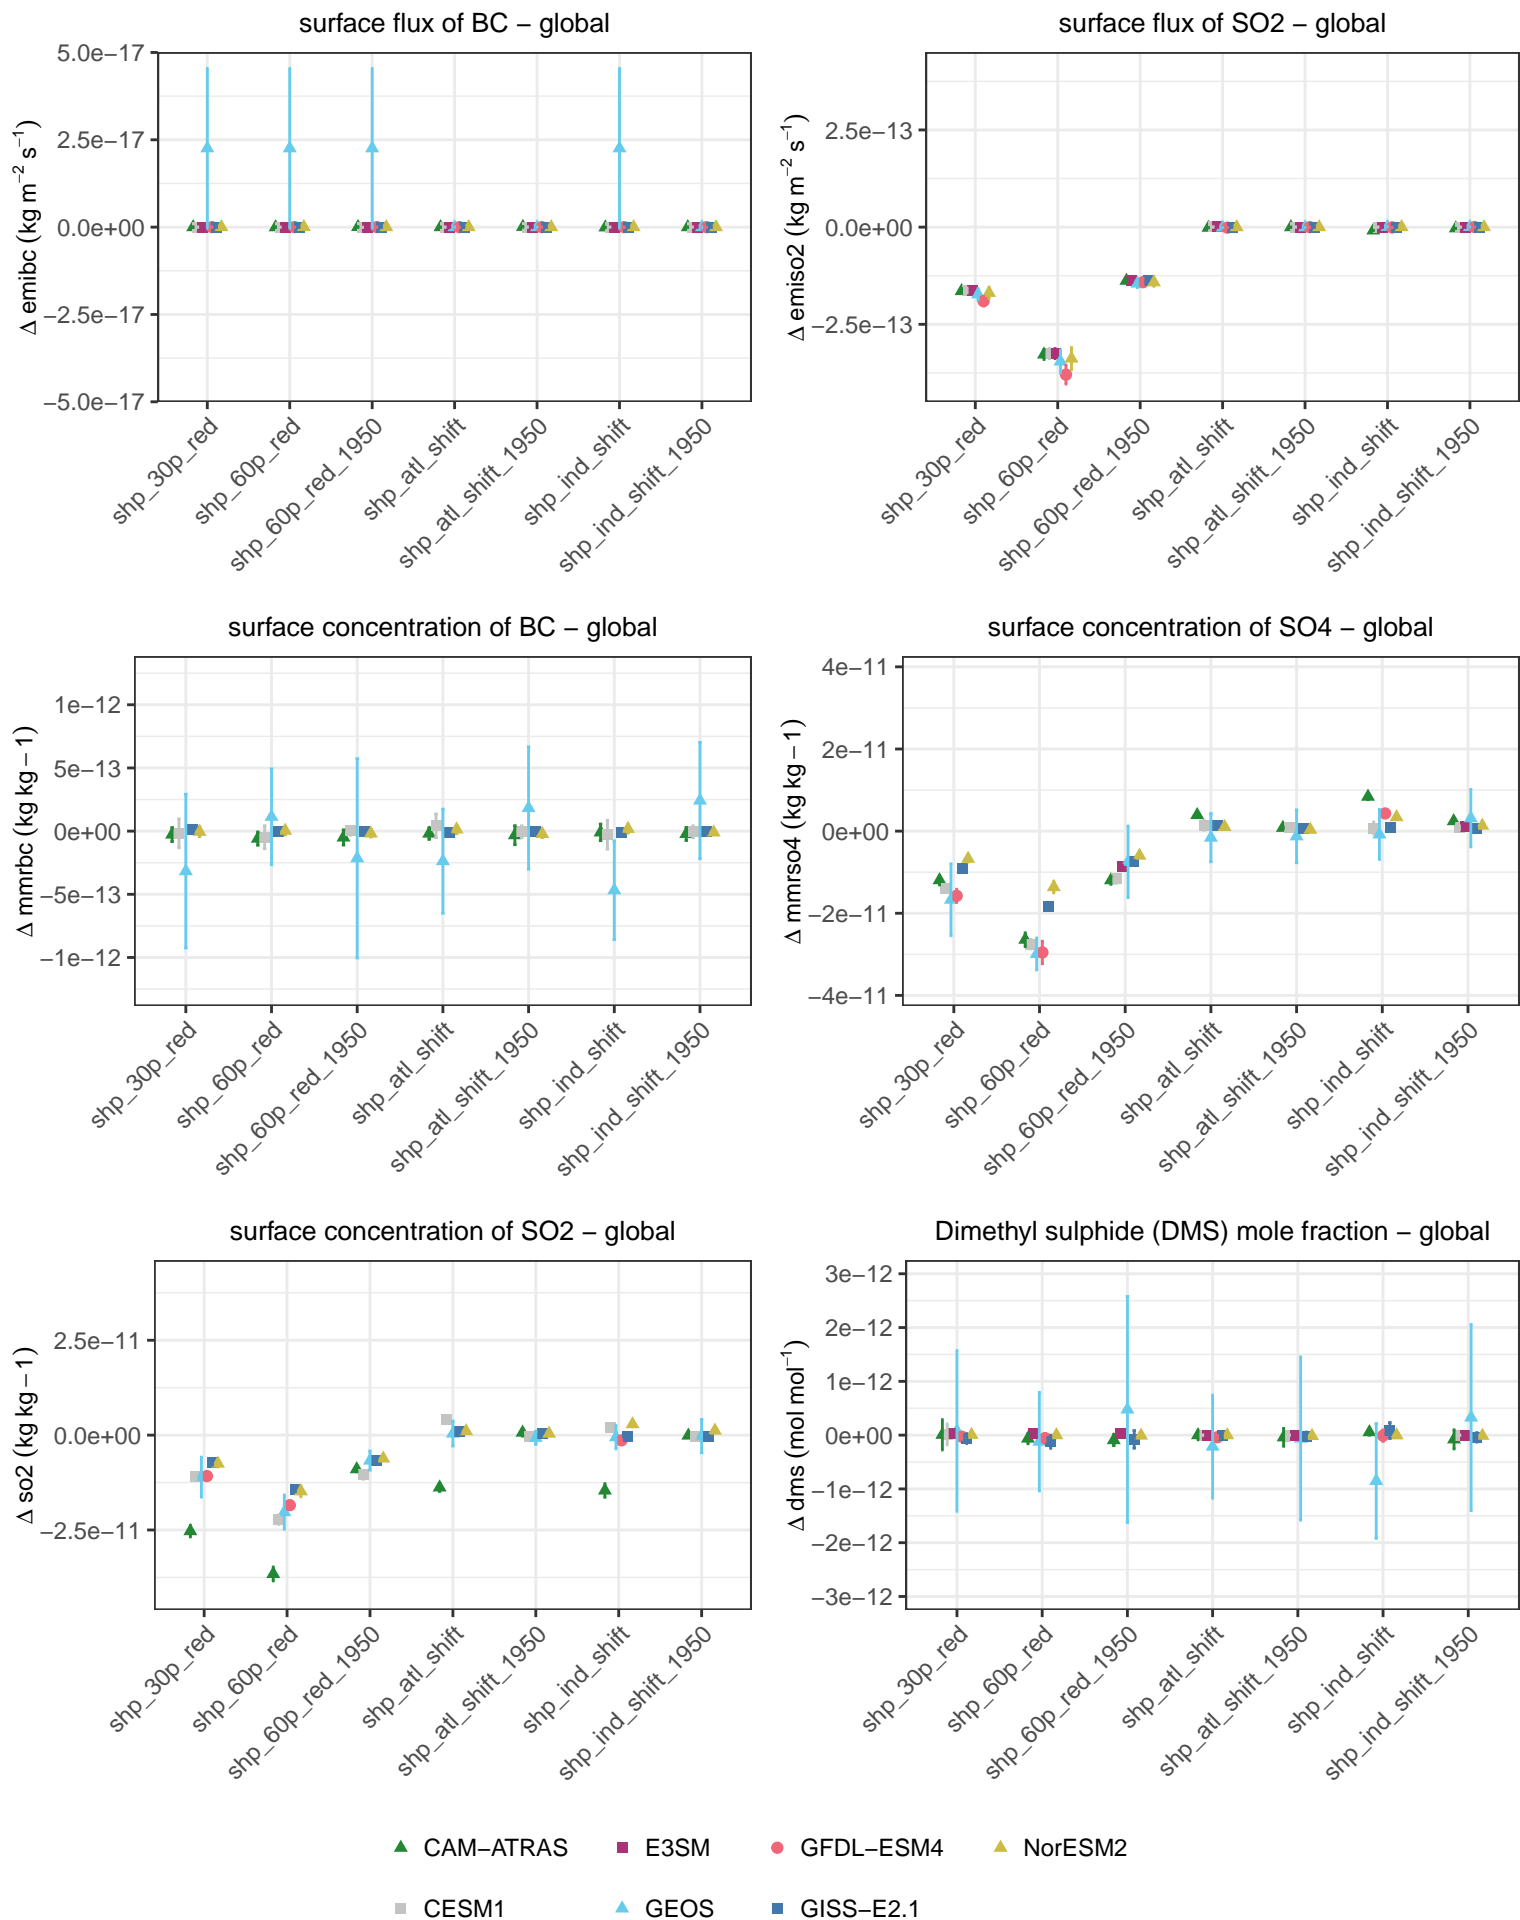 surface flux of BC − global
Δ emibc (kg m⁻² s⁻¹)
5.0e−17
2.5e−17
0.0e+00
−2.5e−17
−5.0e−17
shp_30p_red
shp_60p_red
shp_60p_red_1950
shp_atl_shift
shp_atl_shift_1950
shp_ind_shift
shp_ind_shift_1950
surface flux of SO2 − global
Δ emiso2 (kg m⁻² s⁻¹)
2.5e−13
0.0e+00
−2.5e−13
shp_30p_red
shp_60p_red
shp_60p_red_1950
shp_atl_shift
shp_atl_shift_1950
shp_ind_shift
shp_ind_shift_1950
surface concentration of BC − global
Δ mmrbc (kg kg − 1)
1e−12
5e−13
0e+00
−5e−13
−1e−12
shp_30p_red
shp_60p_red
shp_60p_red_1950
shp_atl_shift
shp_atl_shift_1950
shp_ind_shift
shp_ind_shift_1950
surface concentration of SO4 − global
Δ mmrso4 (kg kg − 1)
4e−11
2e−11
0e+00
−2e−11
−4e−11
shp_30p_red
shp_60p_red
shp_60p_red_1950
shp_atl_shift
shp_atl_shift_1950
shp_ind_shift
shp_ind_shift_1950
surface concentration of SO2 − global
Δ so2 (kg kg − 1)
2.5e−11
0.0e+00
−2.5e−11
shp_30p_red
shp_60p_red
shp_60p_red_1950
shp_atl_shift
shp_atl_shift_1950
shp_ind_shift
shp_ind_shift_1950
Dimethyl sulphide (DMS) mole fraction − global
Δ dms (mol mol⁻¹)
3e−12
2e−12
1e−12
0e+00
−1e−12
−2e−12
−3e−12
shp_30p_red
shp_60p_red
shp_60p_red_1950
shp_atl_shift
shp_atl_shift_1950
shp_ind_shift
shp_ind_shift_1950
CAM−ATRAS E3SM GFDL−ESM4 NorESM2
CESM1 GEOS GISS−E2.1